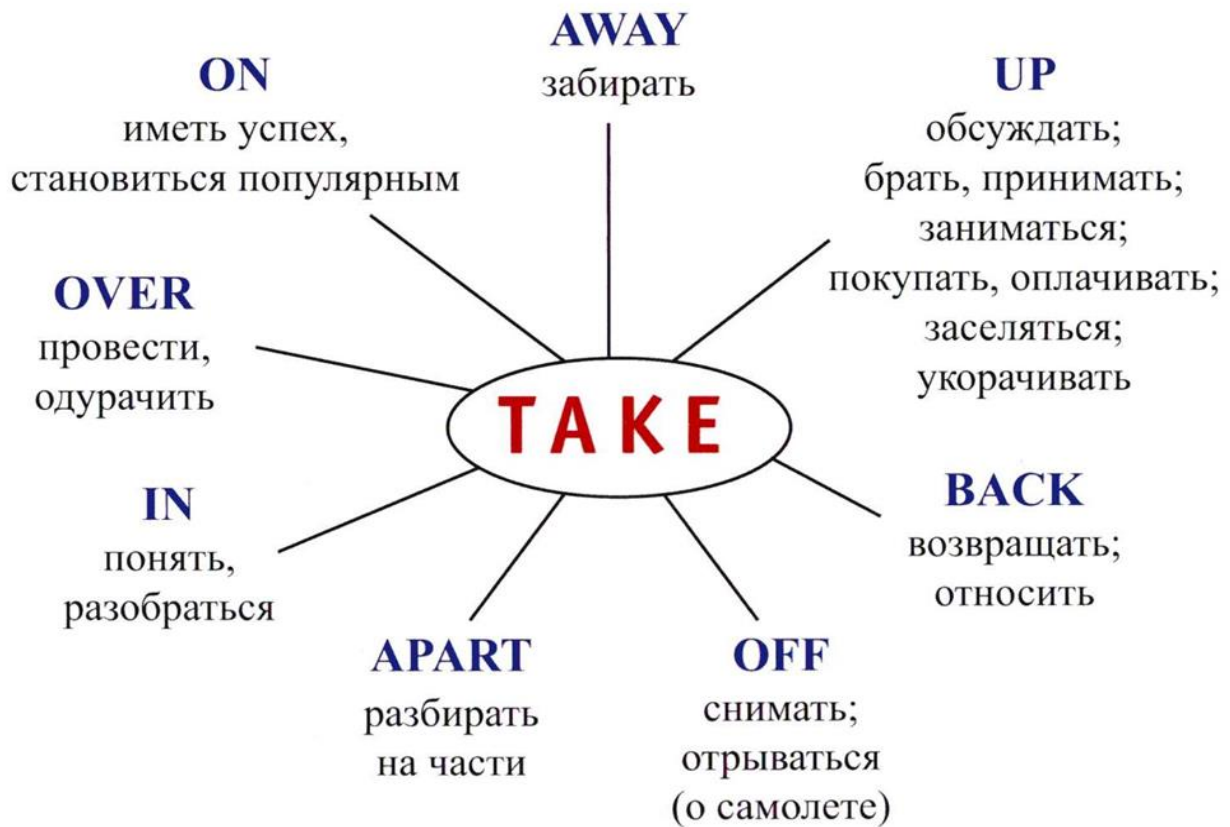 AWAY
забирать
ON
иметь успех,
становиться популярным
UP
обсуждать;
брать, принимать;
заниматься;
покупать, оплачивать;
заселяться;
укорачивать
OVER
провести,
одурачить
TAKE
IN
понять,
разобраться
BACK
возвращать;
относить
APART
разбирать
на части
OFF
снимать;
отрываться
(о самолете)